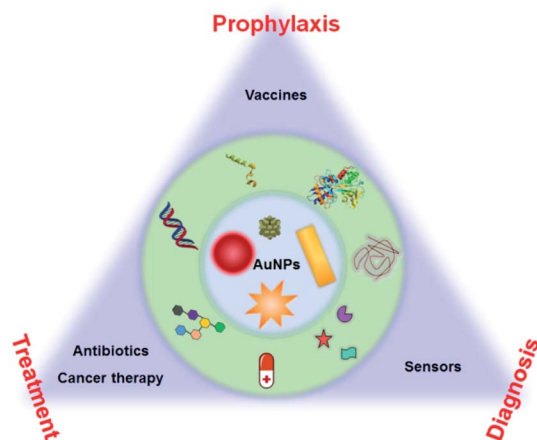 Prophylaxis
Vaccines
AuNPs
Antibiotics
Cancer therapy
Sensors
Treatment
Diagnosis